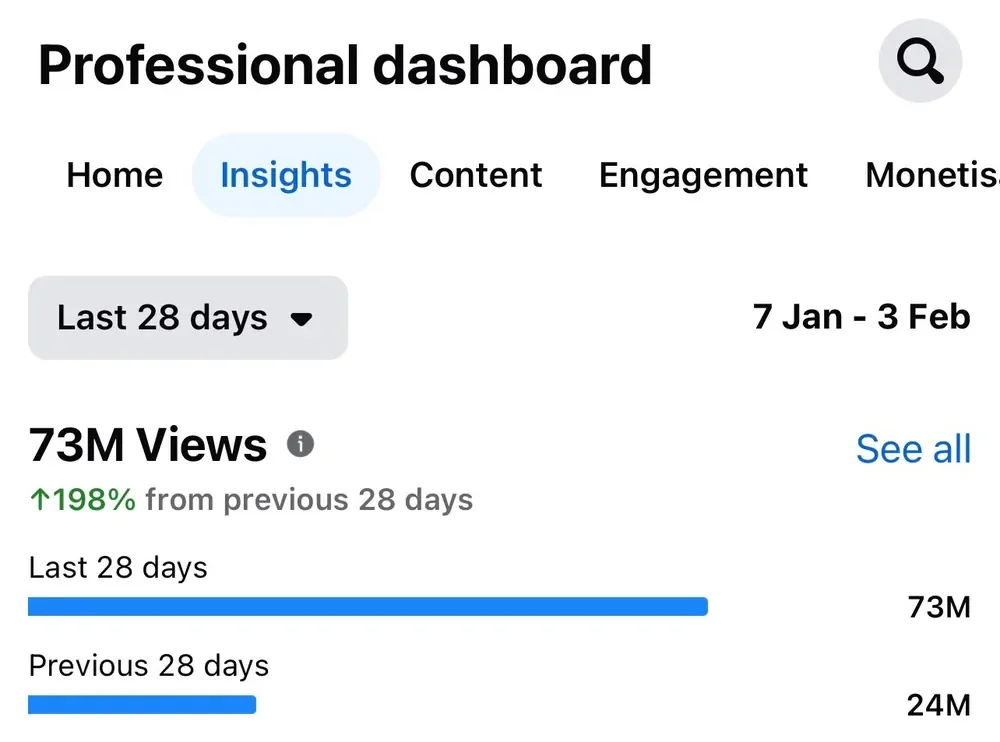 Professional dashboard
Home Insights Content Engagement Monetisa
Last 28 days 7 Jan - 3 Feb
73M Views See all
↑198% from previous 28 days
Last 28 days
73M
Previous 28 days
24M